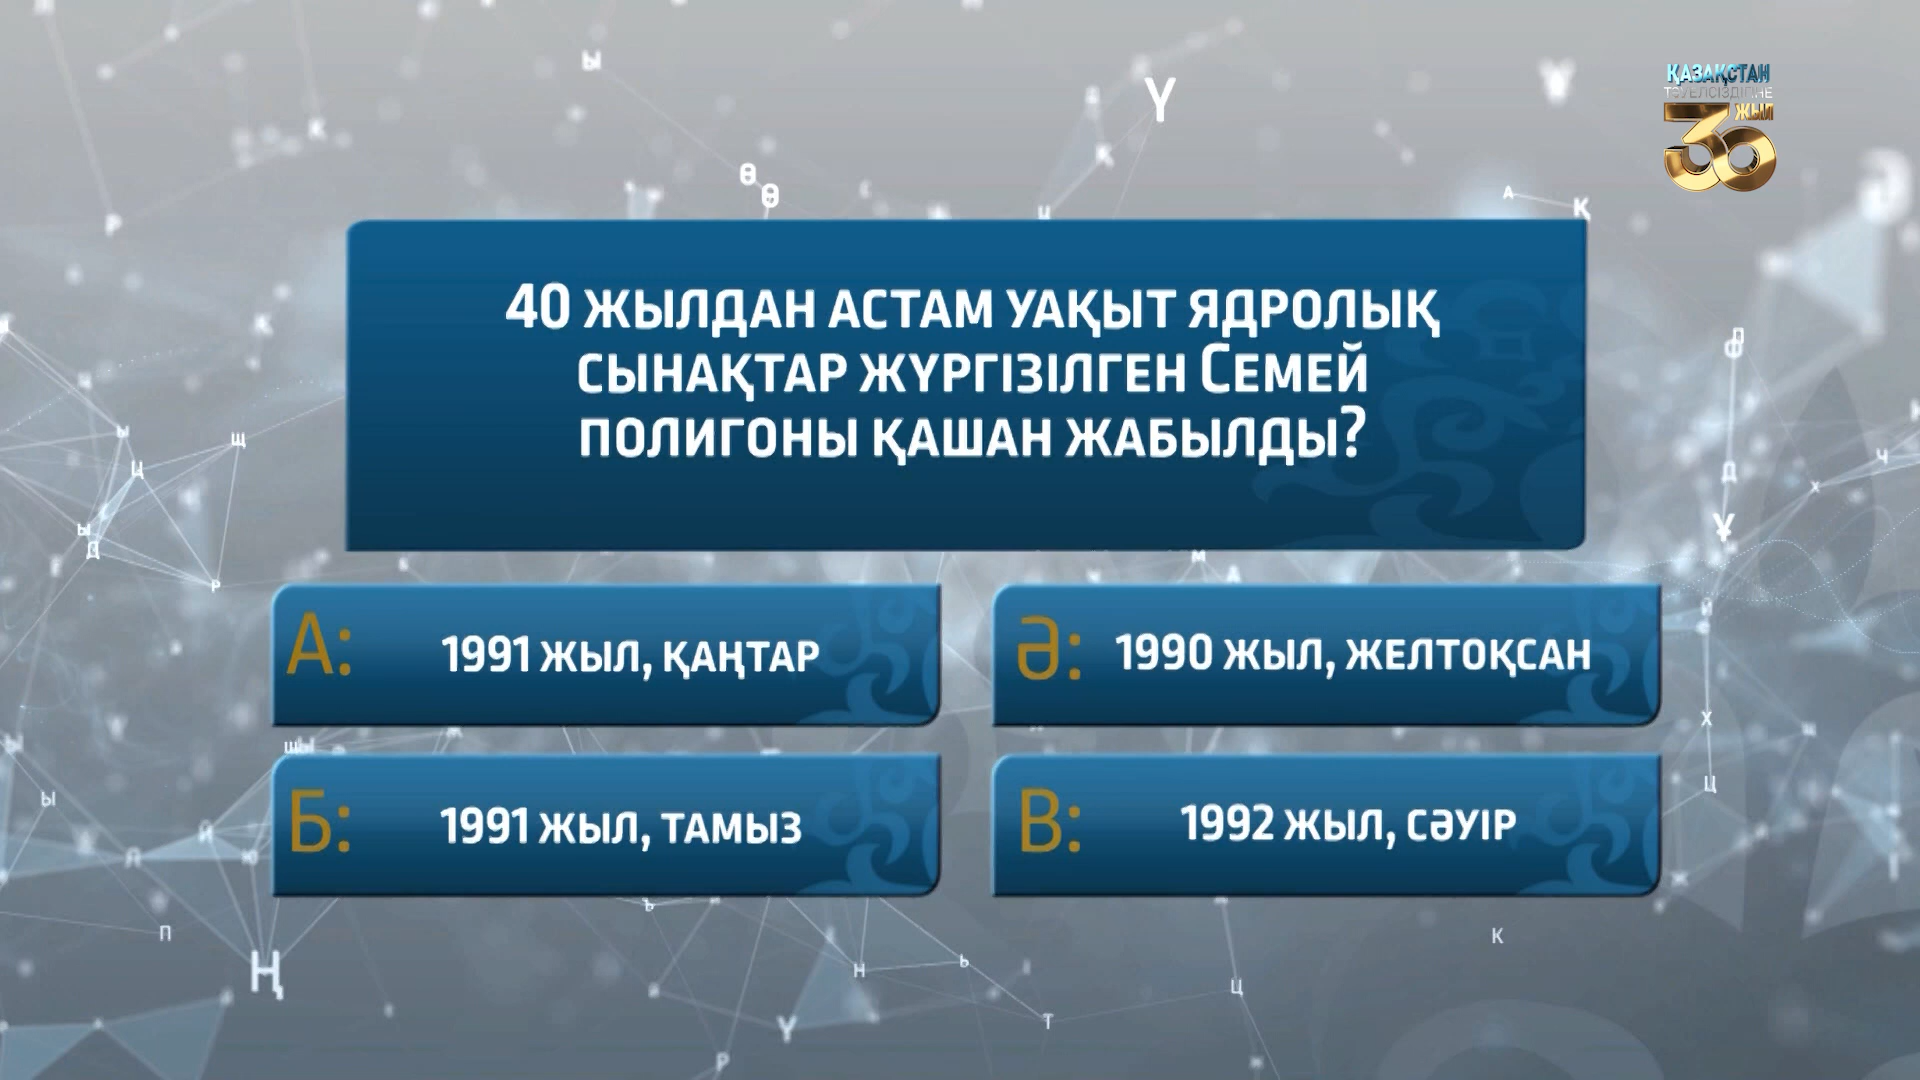 ҚАЗАҚСТАН
ТӘУЕЛСІЗДІГІНЕ
30 ЖЫЛ
40 ЖЫЛДАН АСТАМ УАҚЫТ ЯДРОЛЫҚ
СЫНАҚТАР ЖҮРГІЗІЛГЕН СЕМЕЙ
ПОЛИГОНЫ ҚАШАН ЖАБЫЛДЫ?
А: 1991 ЖЫЛ, ҚАҢТАР
Ә: 1990 ЖЫЛ, ЖЕЛТОҚСАН
Б: 1991 ЖЫЛ, ТАМЫЗ
В: 1992 ЖЫЛ, СӘУІР